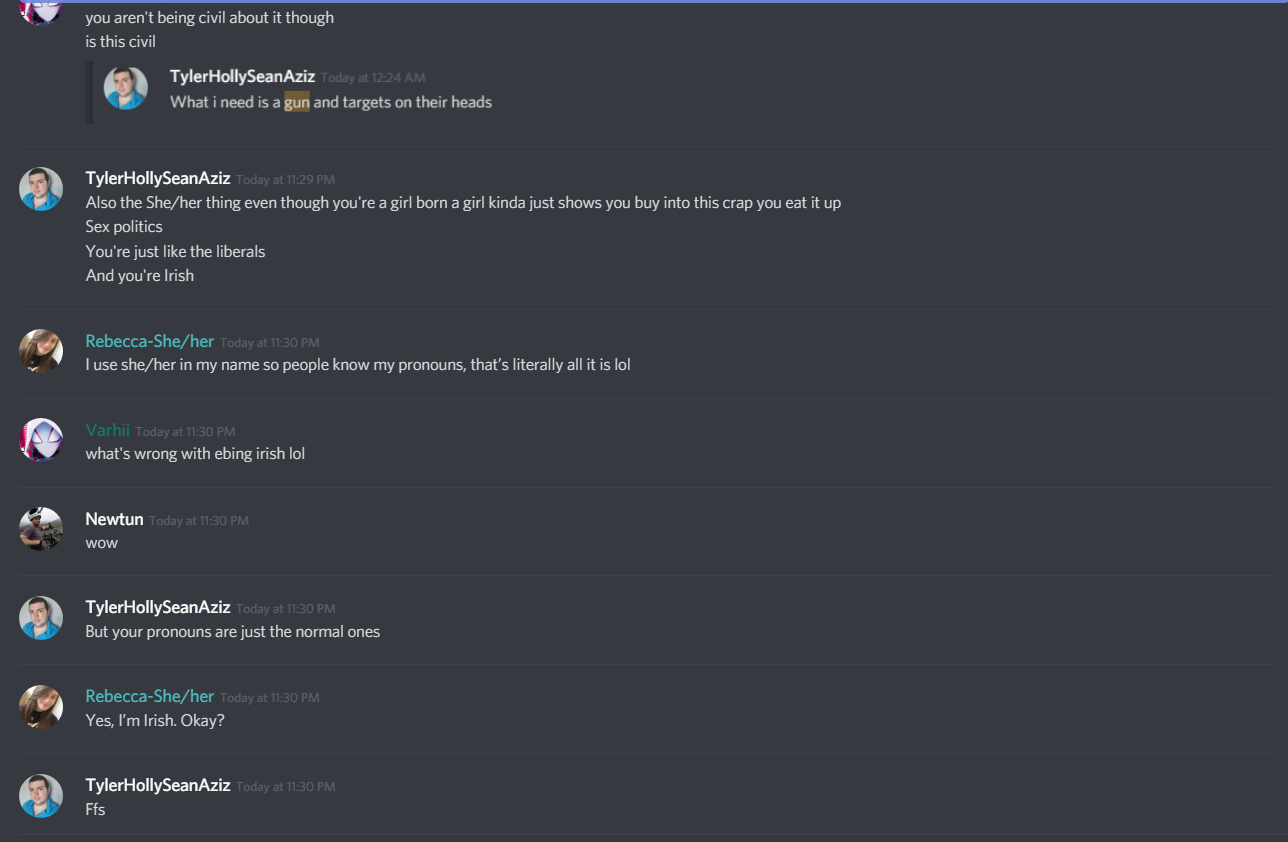 you aren't being civil about it though
is this civil
TylerHollySeanAziz Today at 12:24 AM
What i need is a gun and targets on their heads
TylerHollySeanAziz Today at 11:29 PM
Also the She/her thing even though you're a girl born a girl kinda just shows you buy into this crap you eat it up
Sex politics
You're just like the liberals
And you're Irish
Rebecca-She/her Today at 11:30 PM
I use she/her in my name so people know my pronouns, that's literally all it is lol
Varhii Today at 11:30 PM
what's wrong with ebing irish lol
Newtun Today at 11:30 PM
wow
TylerHollySeanAziz Today at 11:30 PM
But your pronouns are just the normal ones
Rebecca-She/her Today at 11:30 PM
Yes, I'm Irish. Okay?
TylerHollySeanAziz Today at 11:30 PM
Ffs